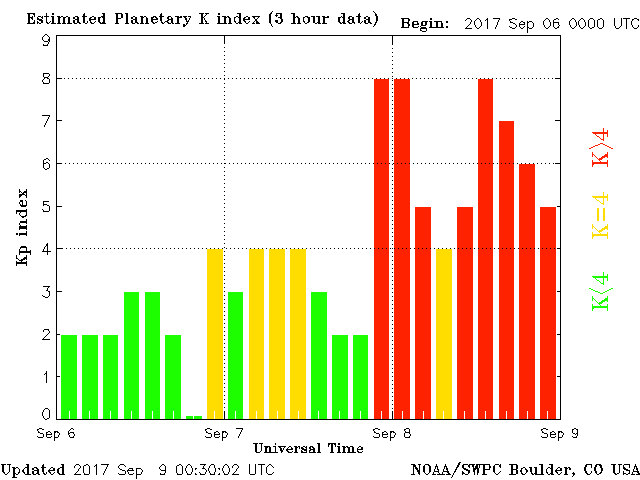 Estimated Planetary K index (3 hour data)
Begin: 2017 Sep 06 0000 UTC
9
8
7
6
5
4
3
2
1
0
Kp index
K>4
K=4
K<4
Sep 6
Sep 7
Sep 8
Sep 9
Universal Time
Updated 2017 Sep 9 00:30:02 UTC
NOAA/SWPC Boulder, CO USA